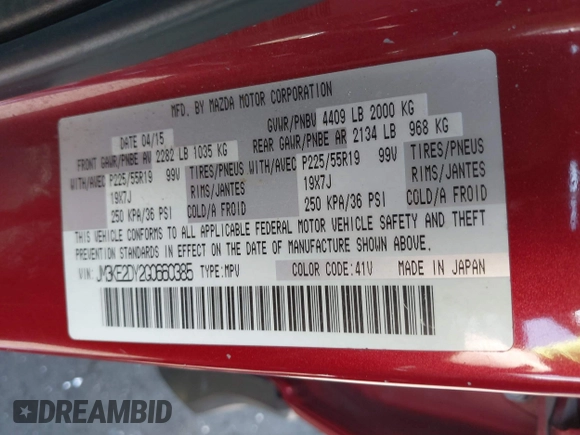 MFD. BY MAZDA MOTOR CORPORATION
DATE 04/15 GVWR/PNBV 4409 LB 2000 KG
FRONT GAWR/PNBE AV 2282 LB 1035 KG REAR GAWR/PNBE AR 2134 LB 968 KG
WITH/AVEC P225/55R19 99V TIRES/PNEUS WITH/AVEC P225/55R19 99V TIRES/PNEUS
19X7J RIMS/JANTES 19X7J RIMS/JANTES
250 KPA/36 PSI COLD/A FROID 250 KPA/36 PSI COLD/A FROID
THIS VEHICLE CONFORMS TO ALL APPLICABLE FEDERAL MOTOR VEHICLE SAFETY AND THEFT
PREVENTION STANDARDS IN EFFECT ON THE DATE OF MANUFACTURE SHOWN ABOVE.
VIN: JM3KE2DY2G0660385 TYPE:MPV COLOR CODE:41V MADE IN JAPAN
DREAMBID